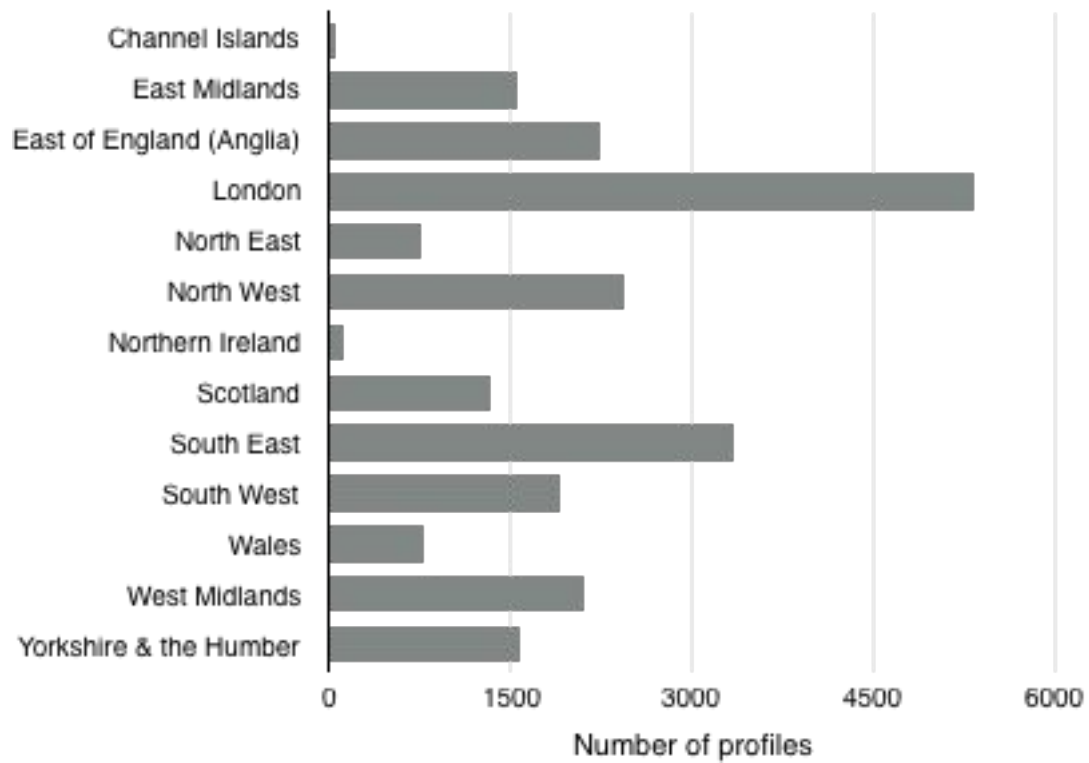 Channel Islands
East Midlands
East of England (Anglia)
London
North East
North West
Northern Ireland
Scotland
South East
South West
Wales
West Midlands
Yorkshire & the Humber
0 1500 3000 4500 6000
Number of profiles